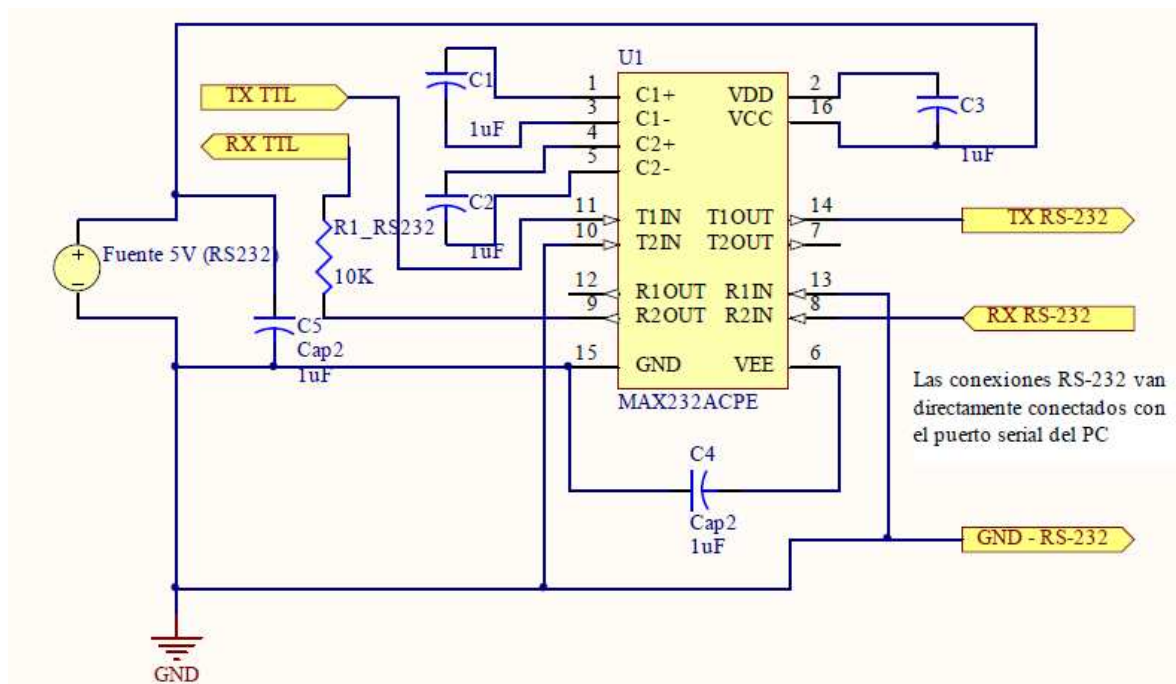 U1
C1
1uF
TX TTL
RX TTL
C2
1uF
1
3
4
5
C1+
C1-
C2+
C2-
VDD
VCC
2
16
C3
1uF
11
10
T1IN
T2IN
T1OUT
T2OUT
14
7
TX RS-232
R1_RS232
10K
Fuente 5V (RS232)
+
12
9
R1OUT
R2OUT
R1IN
R2IN
13
8
RX RS-232
C5
Cap2
1uF
15
GND
VEE
6
MAX232ACPE
Las conexiones RS-232 van
directamente conectados con
el puerto serial del PC
C4
Cap2
1uF
GND - RS-232
GND